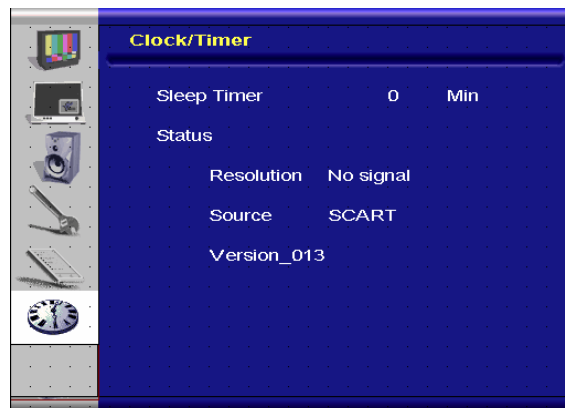 Clock/Timer
Sleep Timer 0 Min
Status
Resolution No signal
Source SCART
Version_013